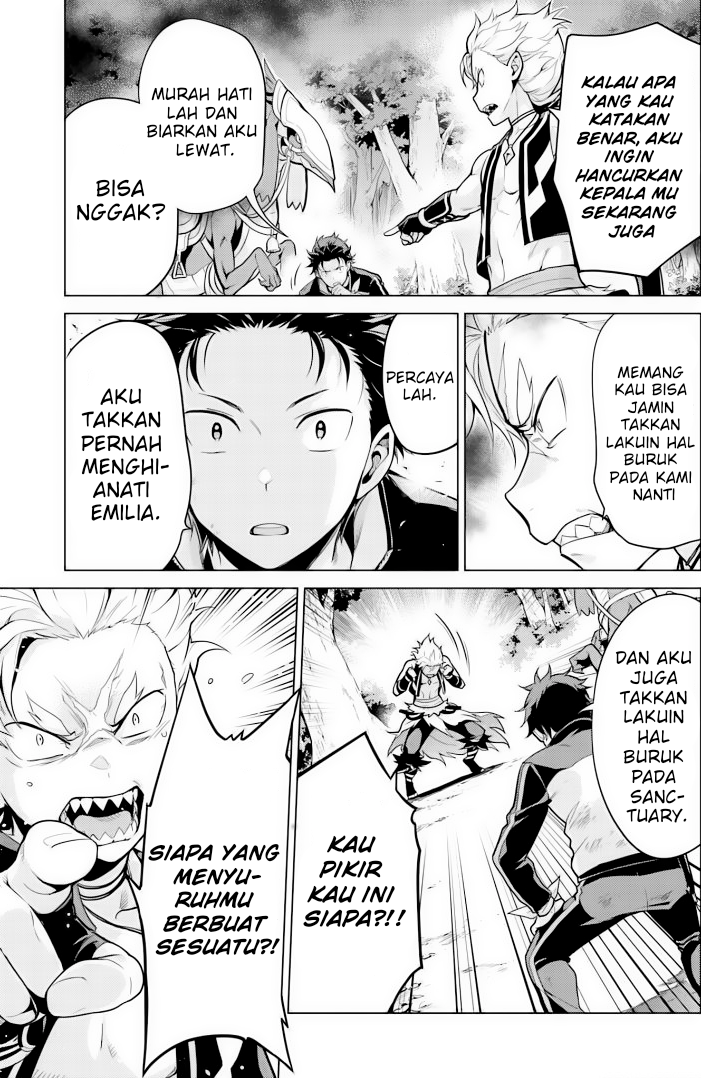 KALAU APA
YANG KAU
KATAKAN
BENAR, AKU
INGIN
HANCURKAN
KEPALA MU
SEKARANG
JUGA
MURAH HATI
LAH DAN
BIARKAN AKU
LEWAT.
BISA
NGGAK?
MEMANG
KAU BISA
JAMIN
TAKKAN
LAKUIN HAL
BURUK
PADA KAMI
NANTI
PERCAYA
LAH.
AKU
TAKKAN
PERNAH
MENGHI-
ANATI
EMILIA.
DAN AKU
JUGA
TAKKAN
LAKUIN
HAL
BURUK
PADA
SANC-
TUARY.
KAU
PIKIR
KAU INI
SIAPA?!!
SIAPA YANG
MENYU-
RUHMU
BERBUAT
SESUATU?!